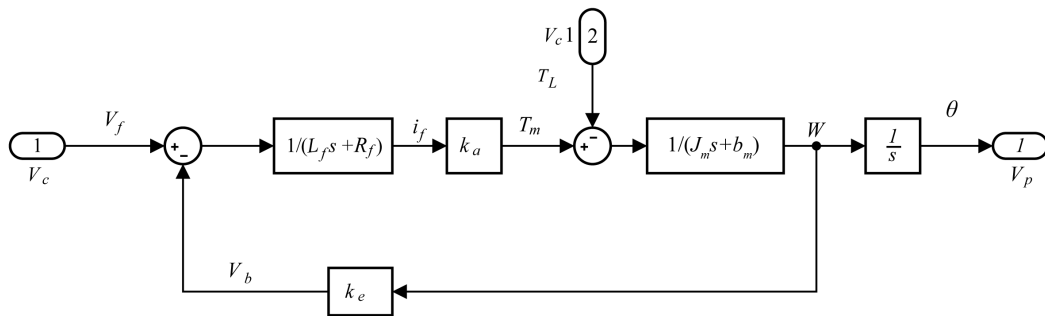 V_c 1
2
T_L
V_f
1
V_c
+
-
1/(L_f s + R_f)
i_f
k_a
T_m
-
+
1/(J_m s+b_m)
W
1/s
θ
1
V_p
V_b
k_e